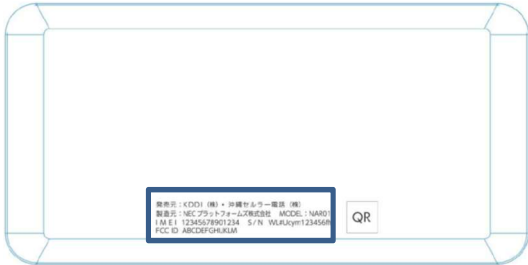 発売元：KDDI（株）・沖縄セルラー電話（株）
製造元：NECプラットフォームズ株式会社 MODEL：NAR01
IMEI 12345678901234 S/N
FCC ID ABCDEFGHIJKLM
QR